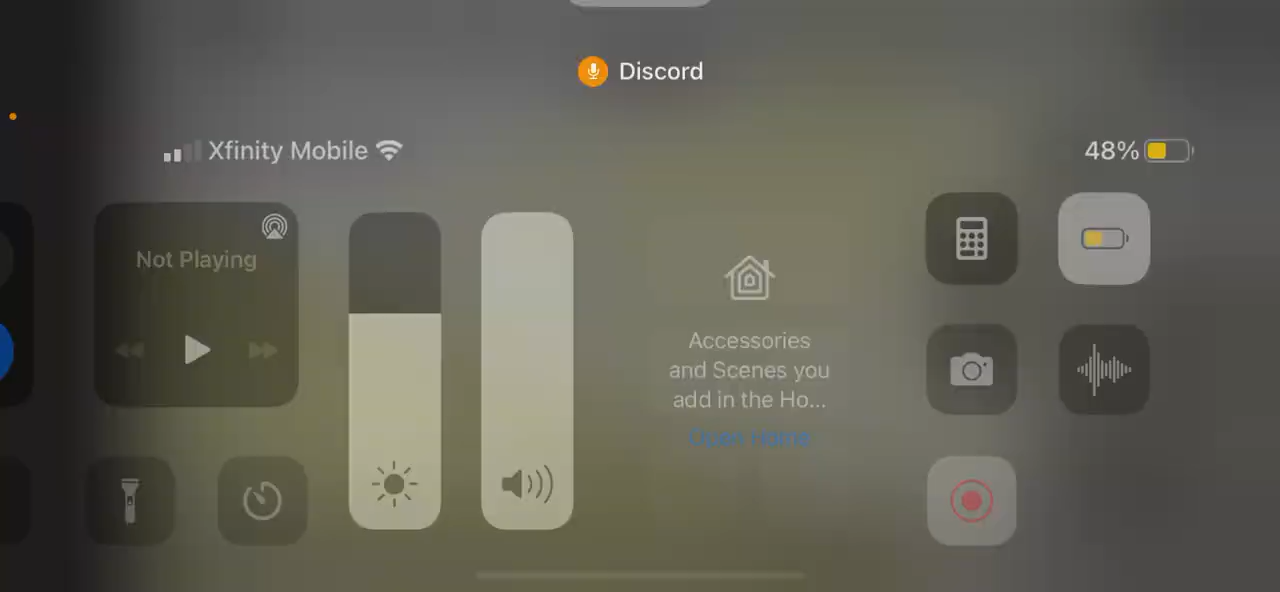 Discord
Xfinity Mobile
48%
Not Playing
Accessories
and Scenes you
add in the Ho...
Open Home